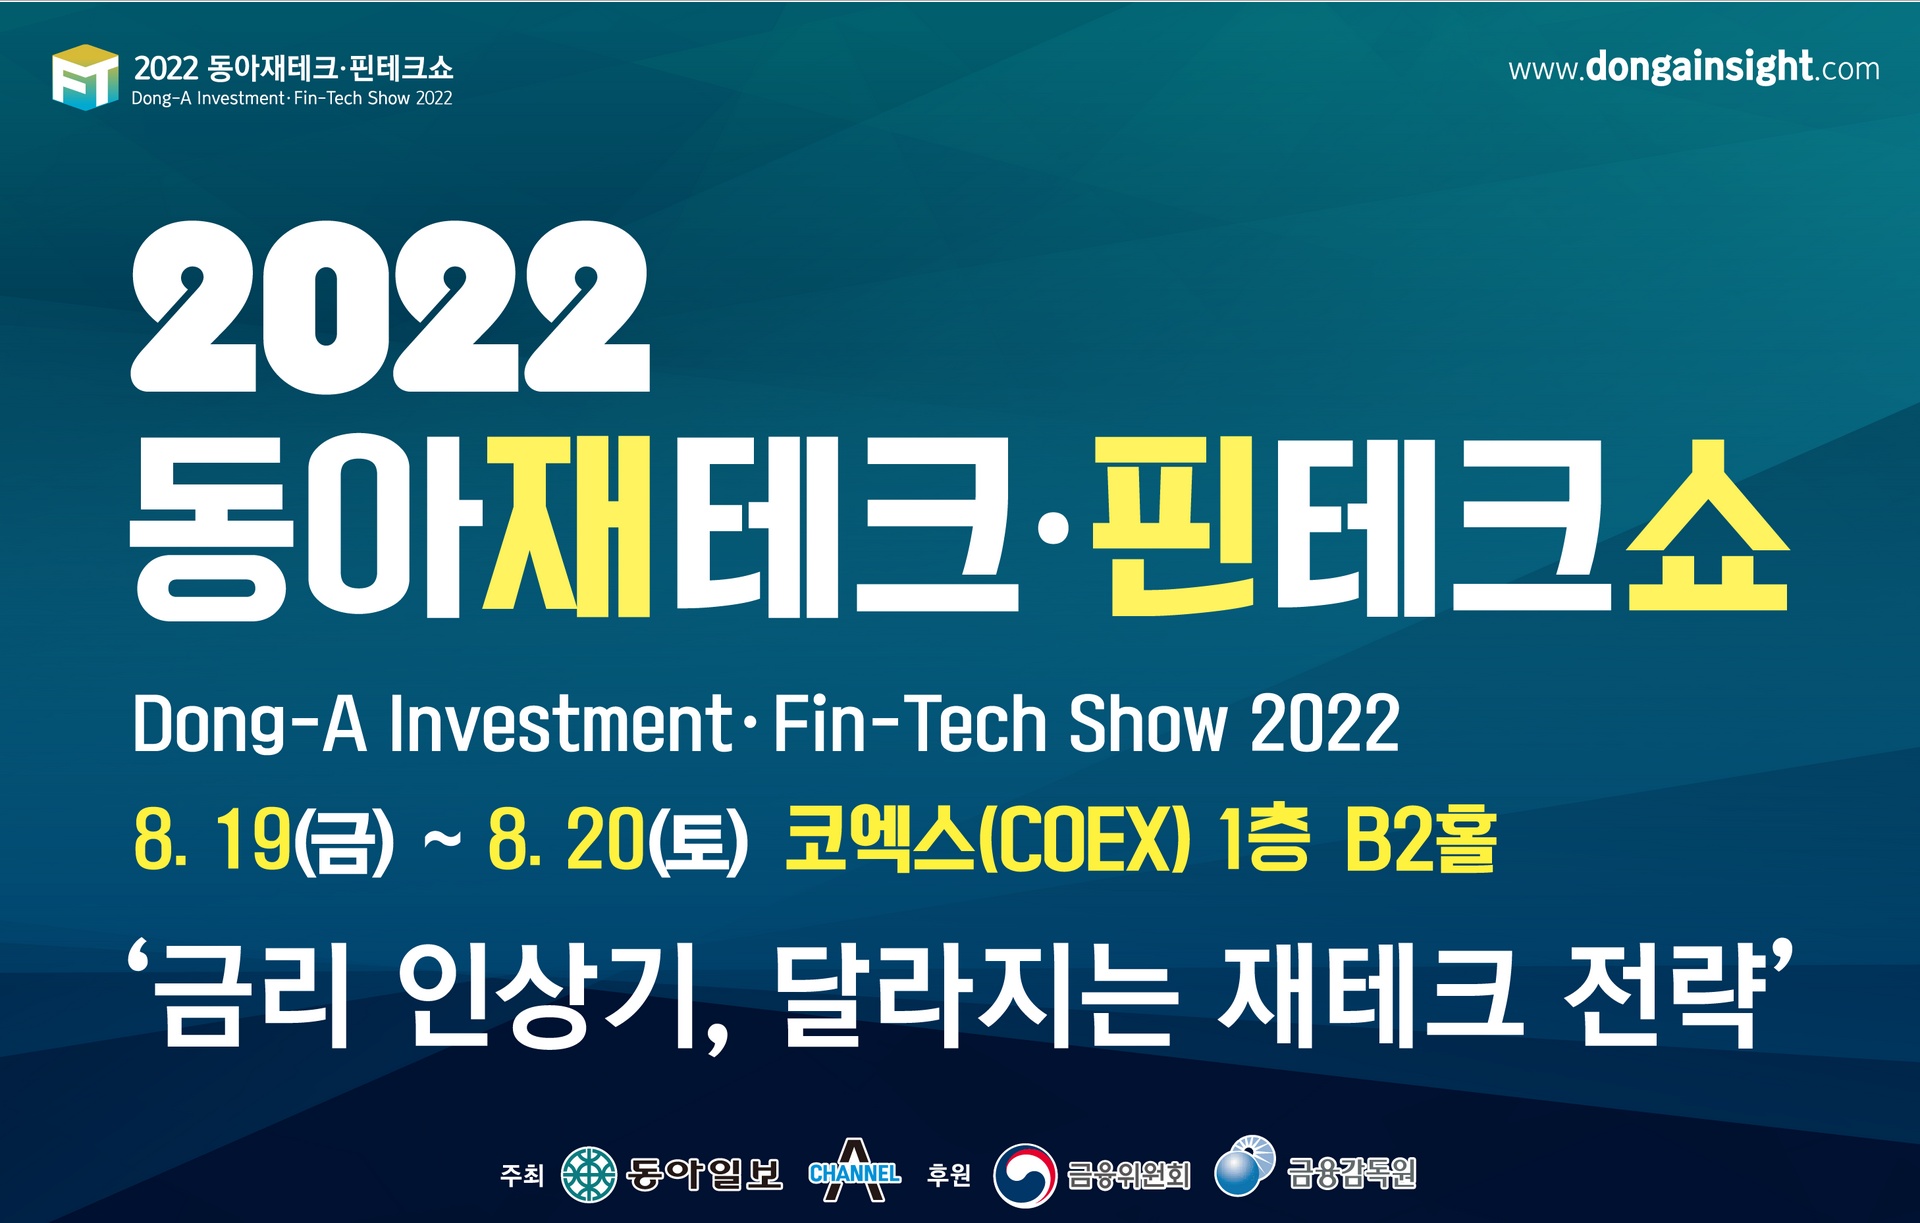 2022 동아재테크·핀테크쇼
Dong-A Investment·Fin-Tech Show 2022
www.dongainsight.com
2022
동아재테크·핀테크쇼
Dong-A Investment·Fin-Tech Show 2022
8. 19(금) ~ 8. 20(토) 코엑스(COEX) 1층 B2홀
‘금리 인상기, 달라지는 재테크 전략’
주최 동아일보 CHANNEL A 후원 금융위원회 금융감독원